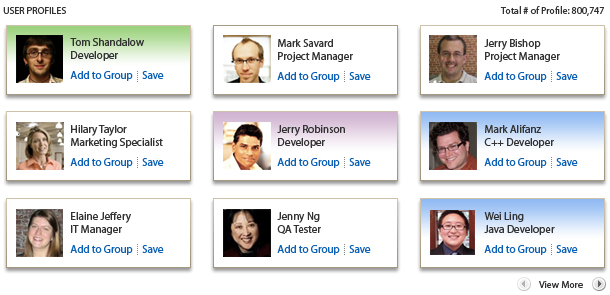 USER PROFILES Total # of Profile: 800,747
Tom Shandalow
Developer
Add to Group Save
Mark Savard
Project Manager
Add to Group Save
Jerry Bishop
Project Manager
Add to Group Save
Hilary Taylor
Marketing Specialist
Add to Group Save
Jerry Robinson
Developer
Add to Group Save
Mark Alifanz
C++ Developer
Add to Group Save
Elaine Jeffery
IT Manager
Add to Group Save
Jenny Ng
QA Tester
Add to Group Save
Wei Ling
Java Developer
Add to Group Save
View More